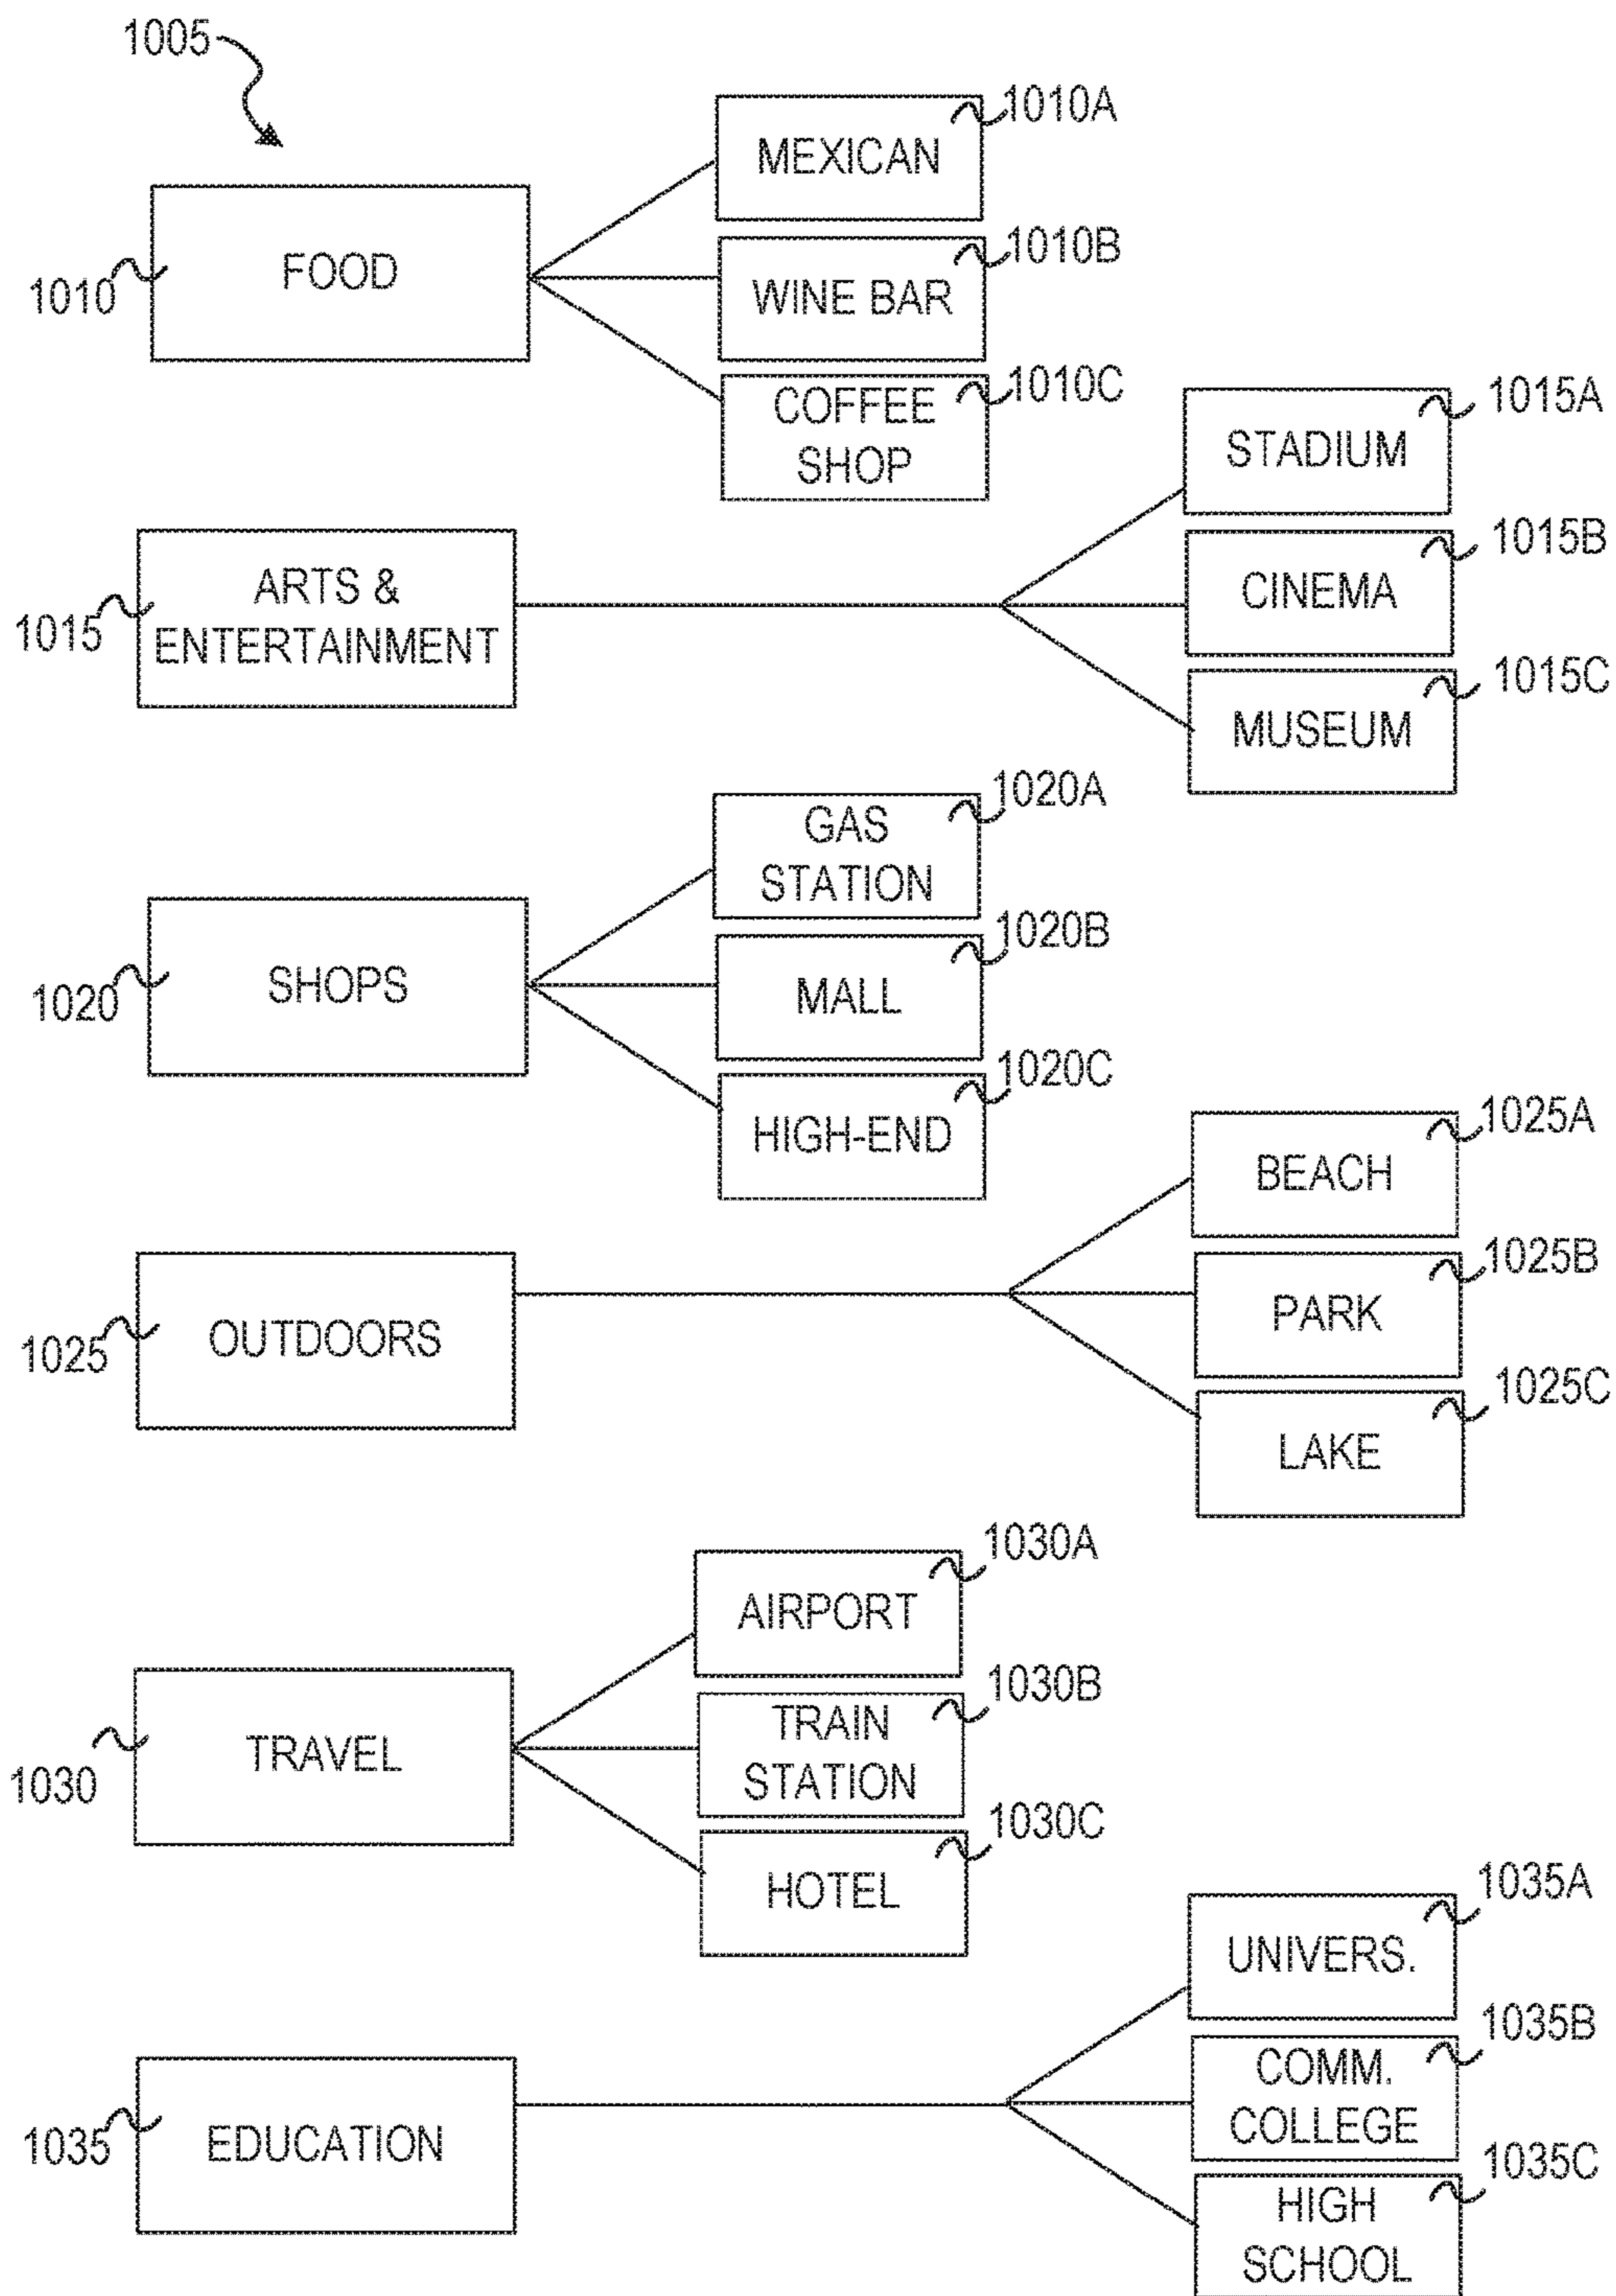 1005
1010A
MEXICAN
FOOD
1010
1010B
WINE BAR
1010C
COFFEE
SHOP
1015A
STADIUM
ARTS &
ENTERTAINMENT
1015
1015B
CINEMA
1015C
MUSEUM
1020A
GAS
STATION
SHOPS
1020
1020B
MALL
1020C
HIGH-END
1025A
BEACH
OUTDOORS
1025
1025B
PARK
1025C
LAKE
1030A
AIRPORT
TRAVEL
1030
1030B
TRAIN
STATION
1030C
HOTEL
1035A
UNIVERS.
EDUCATION
1035
1035B
COMM.
COLLEGE
1035C
HIGH
SCHOOL